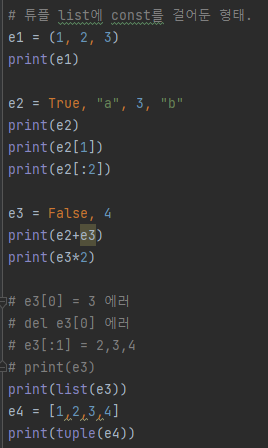 # 튜플 list에 const를 걸어둔 형태.
e1 = (1, 2, 3)
print(e1)
e2 = True, "a", 3, "b"
print(e2)
print(e2[1])
print(e2[:2])
e3 = False, 4
print(e2+e3)
print(e3*2)
# e3[0] = 3 에러
# del e3[0] 에러
# e3[:1] = 2,3,4
# print(e3)
print(list(e3))
e4 = [1,2,3,4]
print(tuple(e4))